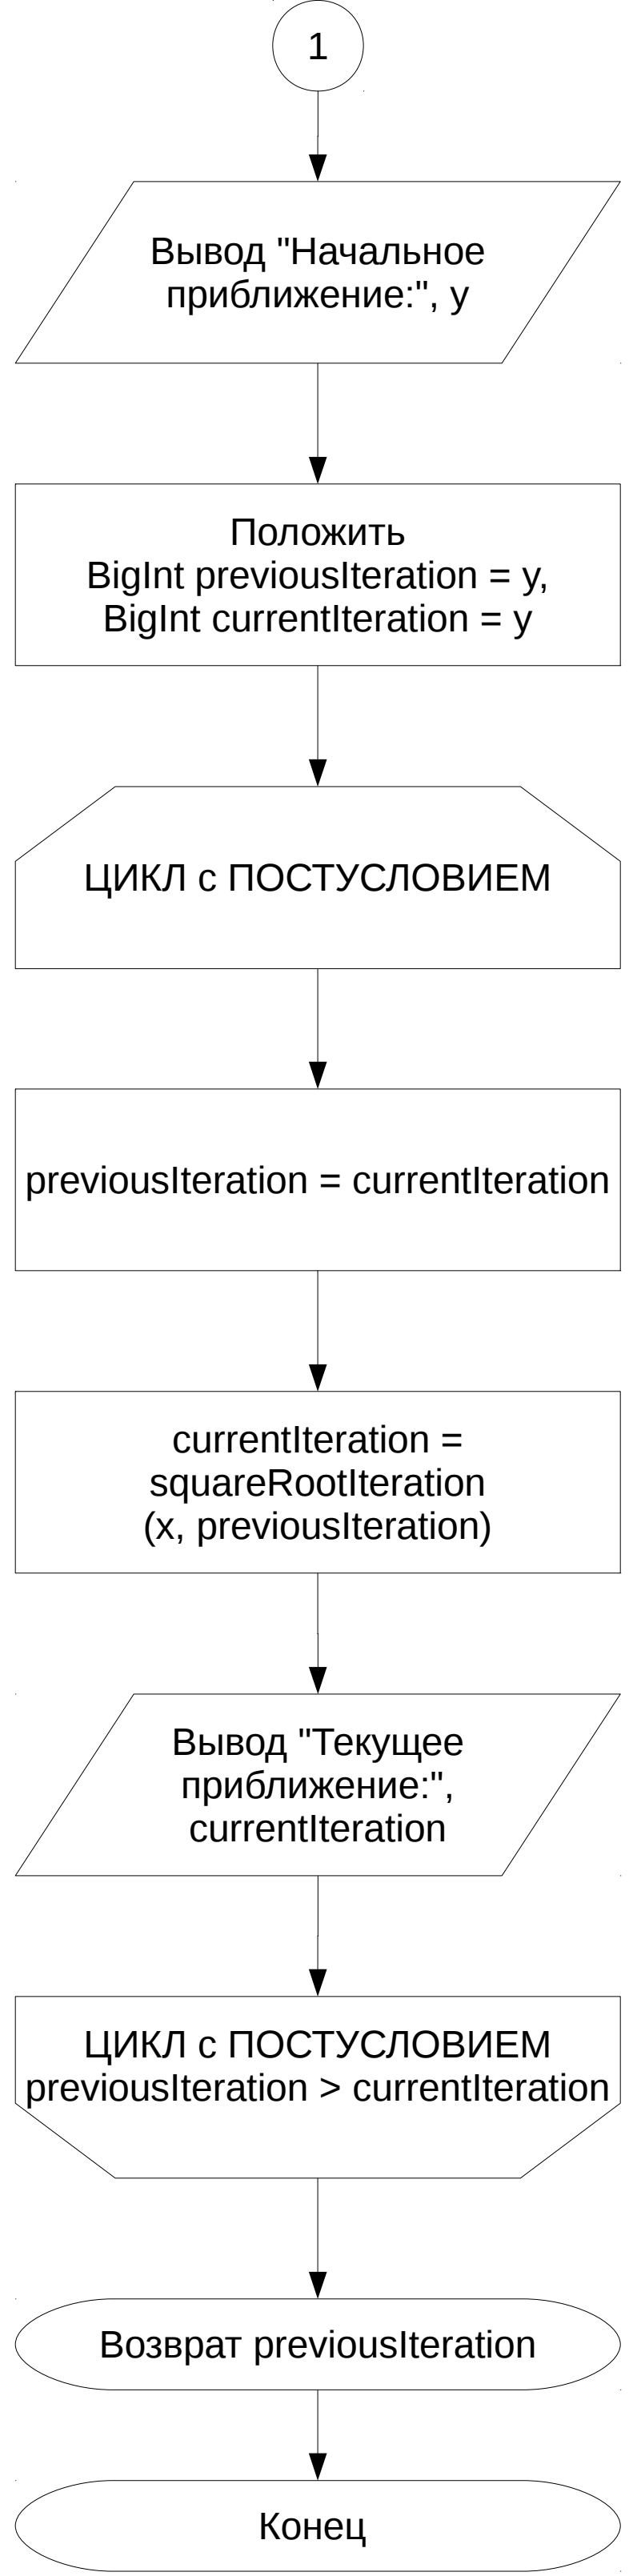 1
Вывод "Начальное
приближение:", y
Положить
BigInt previousIteration = y,
BigInt currentIteration = y
ЦИКЛ с ПОСТУСЛОВИЕМ
previousIteration = currentIteration
currentIteration =
squareRootIteration
(x, previousIteration)
Вывод "Текущее
приближение:",
currentIteration
ЦИКЛ с ПОСТУСЛОВИЕМ
previousIteration > currentIteration
Возврат previousIteration
Конец